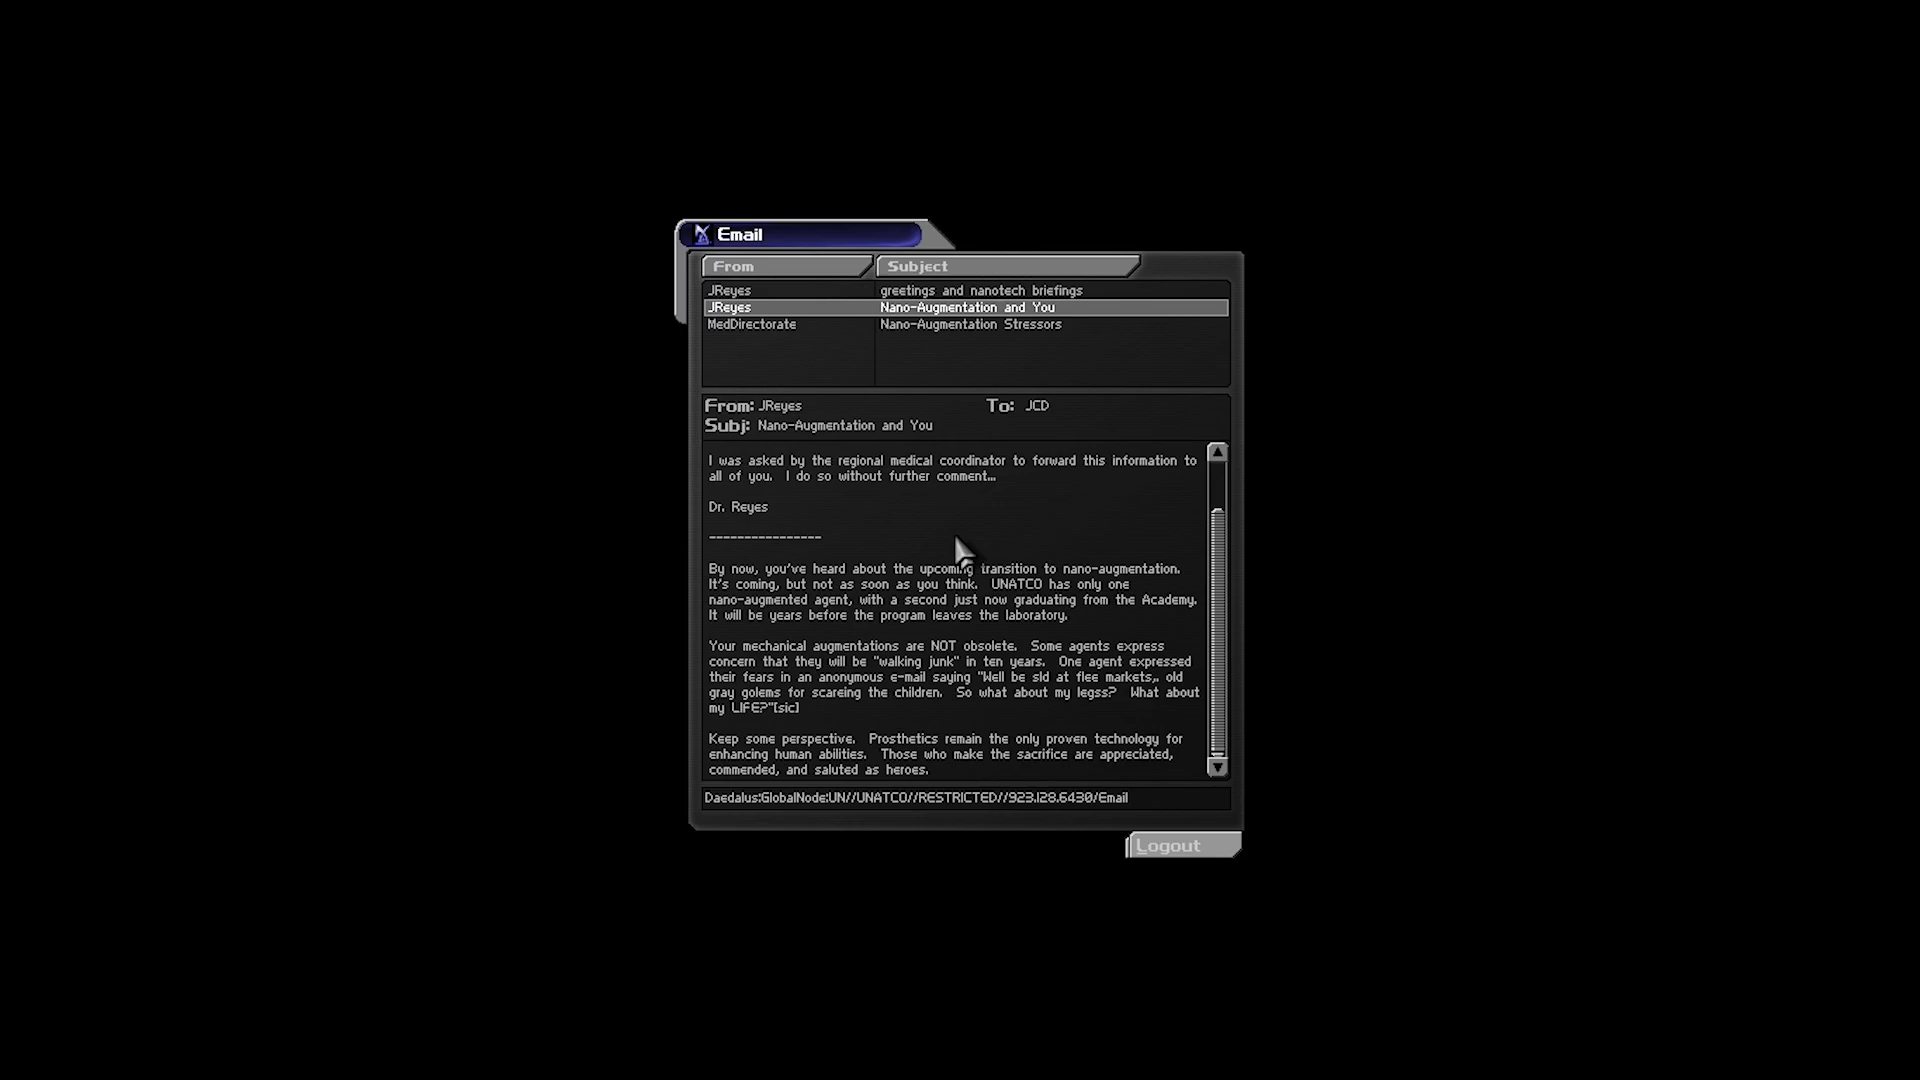 Email
From Subject
JReyes greetings and nanotech briefings
JReyes Nano-Augmentation and You
MedDirectorate Nano-Augmentation Stressors
From: JReyes To: JCD
Subj: Nano-Augmentation and You
I was asked by the regional medical coordinator to forward this information to
all of you. I do so without further comment...
Dr. Reyes
----------------
By now, you've heard about the upcoming transition to nano-augmentation.
It's coming, but not as soon as you think. UNATCO has only one
nano-augmented agent, with a second just now graduating from the Academy.
It will be years before the program leaves the laboratory.
Your mechanical augmentations are NOT obsolete. Some agents express
concern that they will be "walking junk" in ten years. One agent expressed
their fears in an anonymous e-mail saying "Well be sld at flee markets,. old
gray golems for scareing the children. So what about my legss? What about
my LIFE?"[sic]
Keep some perspective. Prosthetics remain the only proven technology for
enhancing human abilities. Those who make the sacrifice are appreciated,
commended, and saluted as heroes.
Daedalus:GlobalNode:UN//UNATCO//RESTRICTED//923.128.6430/Email
Logout